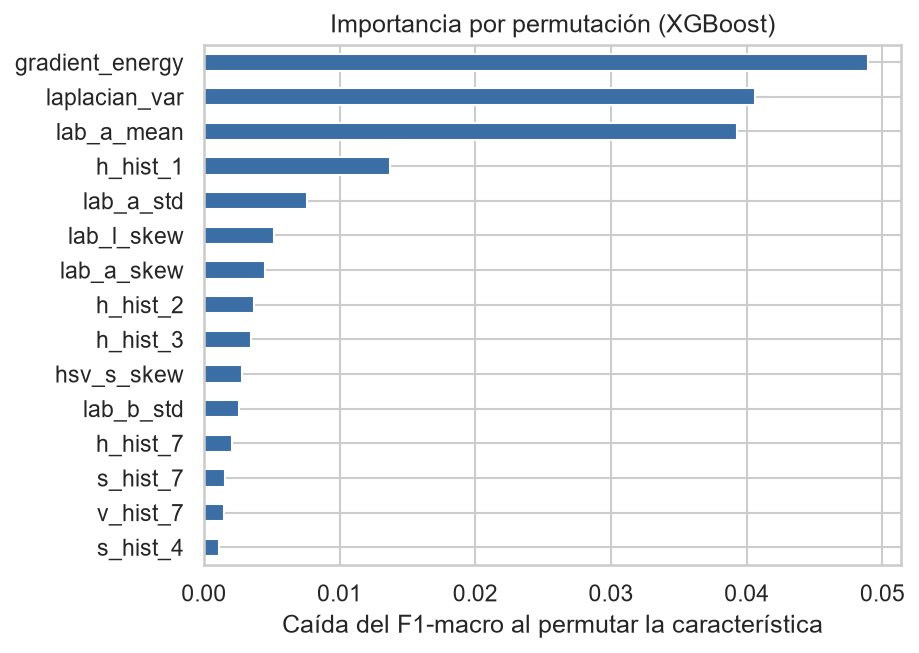 Importancia por permutación (XGBoost)
gradient_energy
laplacian_var
lab_a_mean
h_hist_1
lab_a_std
lab_l_skew
lab_a_skew
h_hist_2
h_hist_3
hsv_s_skew
lab_b_std
h_hist_7
s_hist_7
v_hist_7
s_hist_4
0.00 0.01 0.02 0.03 0.04 0.05
Caída del F1-macro al permutar la característica